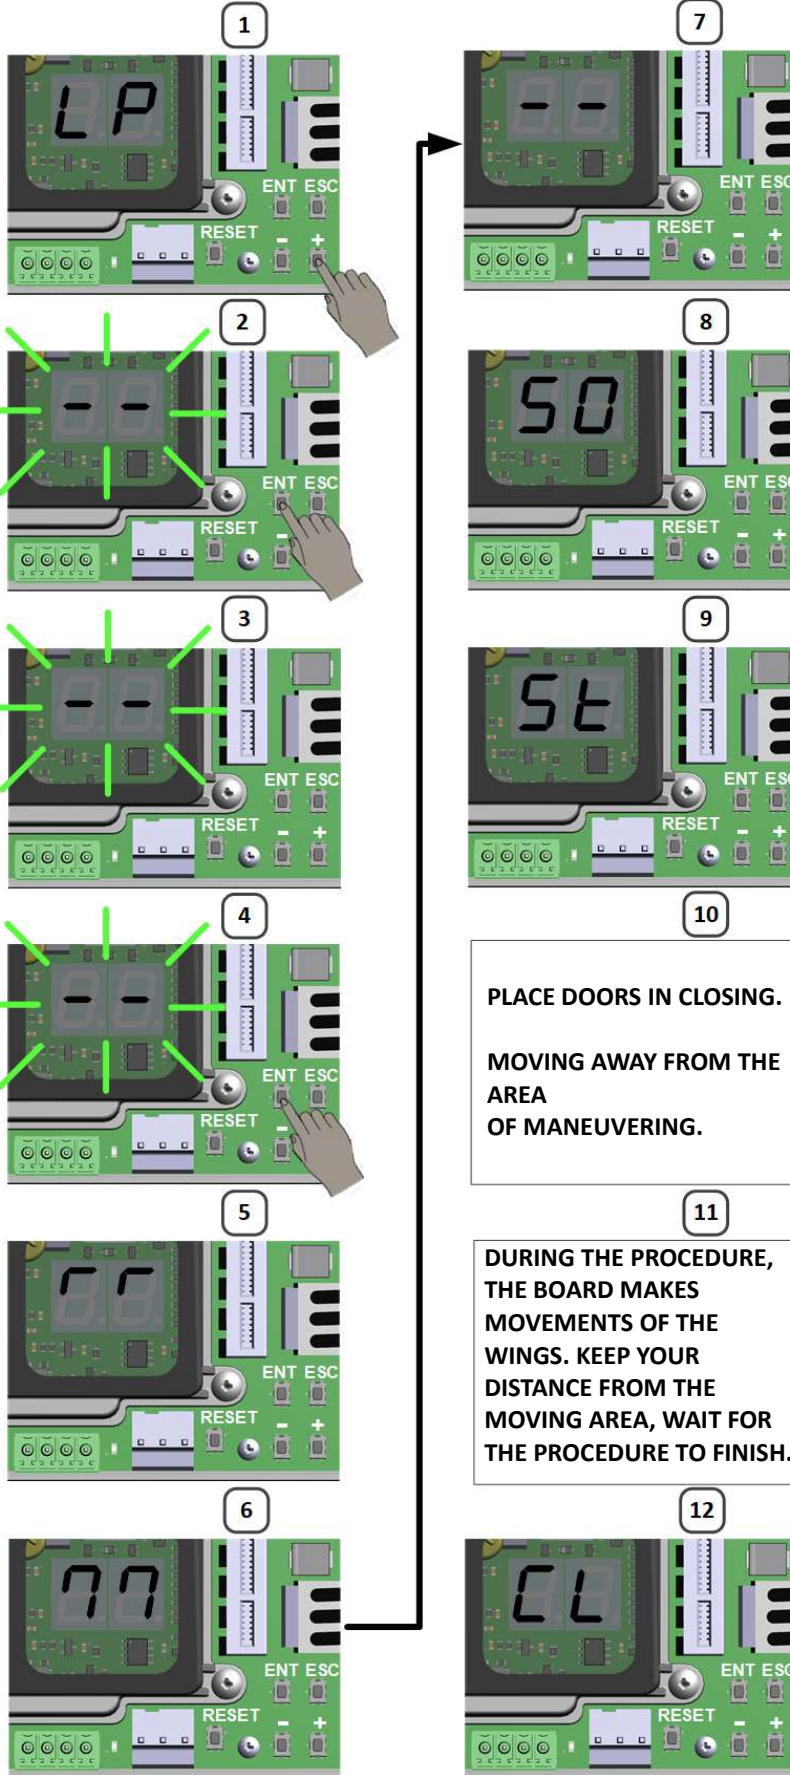 1
LP
ENT ESC
RESET - +
2
- -
ENT ESC
RESET -
3
- -
ENT ESC
RESET - +
4
- -
ENT ESC
RESET -
5
rr
ENT ESC
RESET - +
6
77
ENT ESC
RESET - +
7
- -
ENT ESC
RESET - +
8
S0
ENT ESC
RESET - +
9
St
ENT ESC
RESET - +
10
PLACE DOORS IN CLOSING.
MOVING AWAY FROM THE
AREA
OF MANEUVERING.
11
DURING THE PROCEDURE,
THE BOARD MAKES
MOVEMENTS OF THE
WINGS. KEEP YOUR
DISTANCE FROM THE
MOVING AREA, WAIT FOR
THE PROCEDURE TO FINISH.
12
CL
ENT ESC
RESET - +